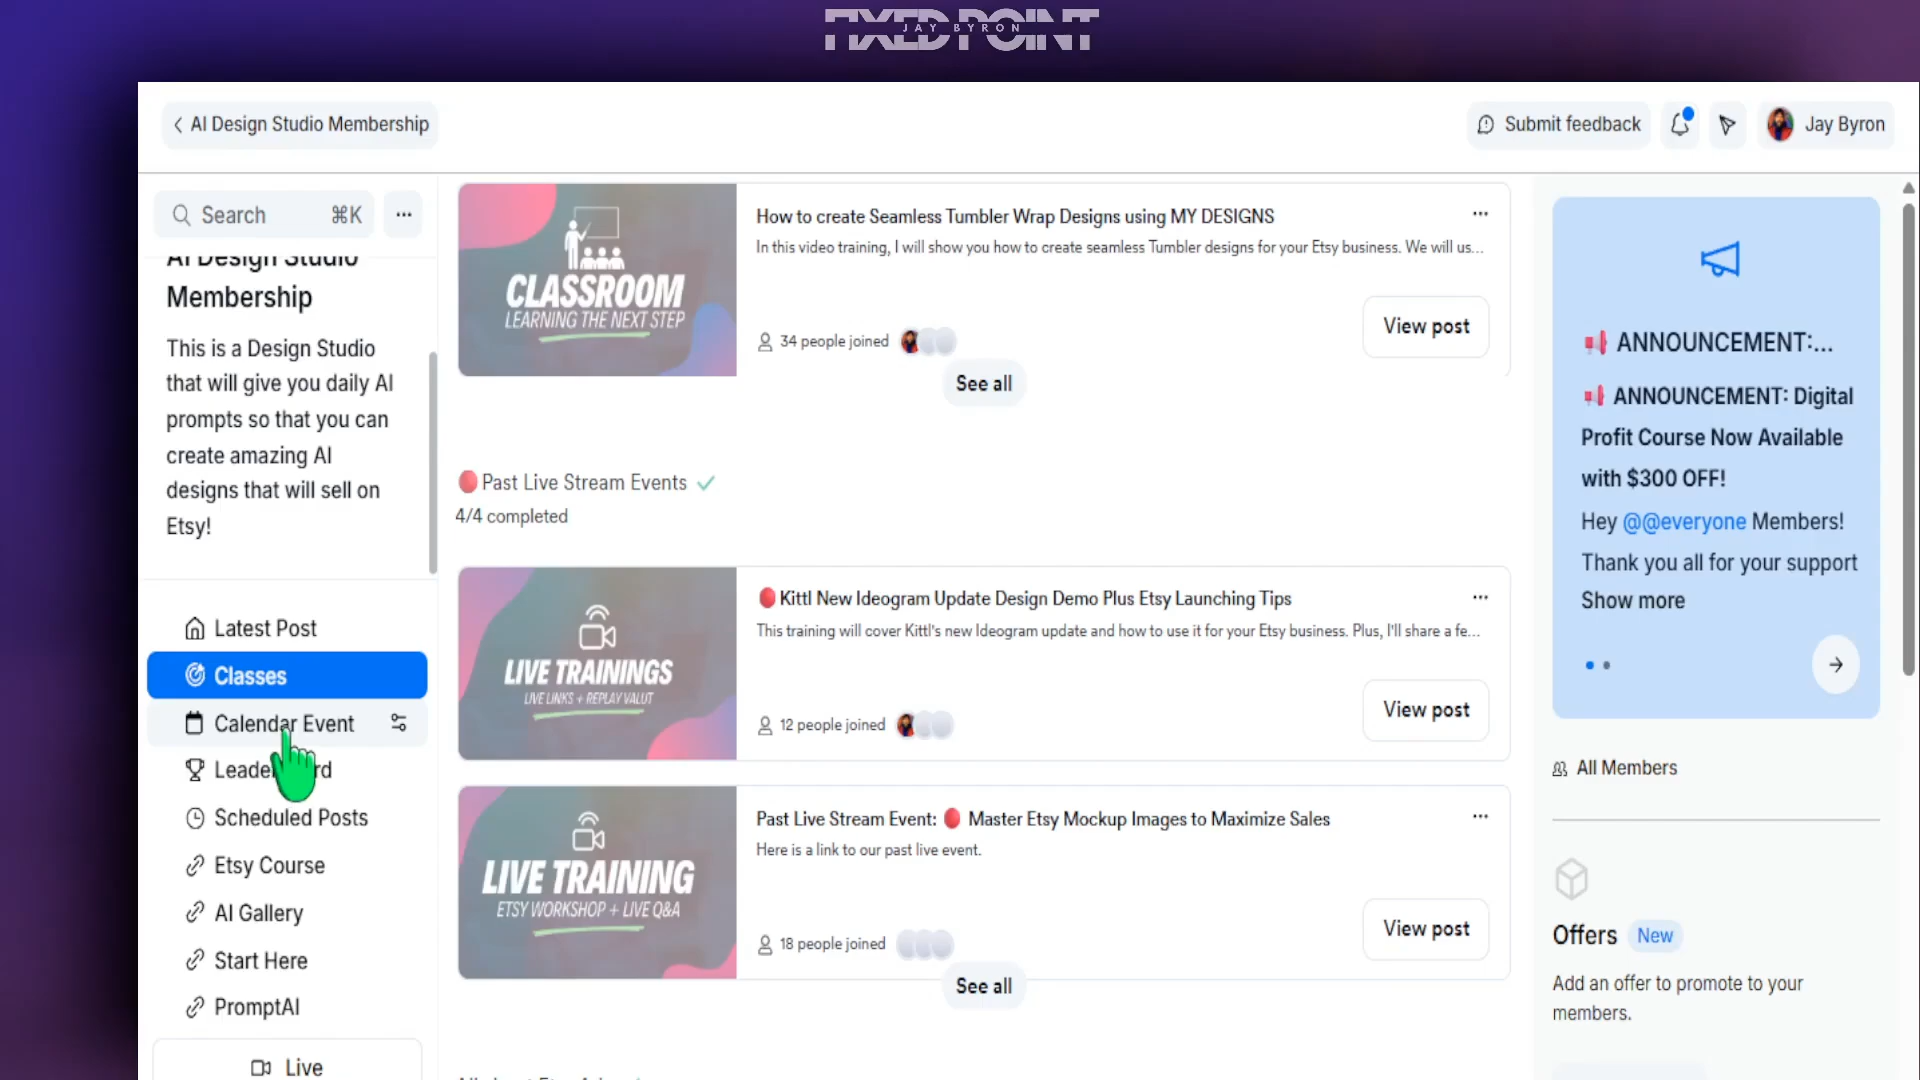 FIXED POINT
JAY BYRON
AI Design Studio Membership
Submit feedback
Jay Byron
Search
⌘K
AI Design Studio
Membership
This is a Design Studio
that will give you daily AI
prompts so that you can
create amazing AI
designs that will sell on
Etsy!
Latest Post
Classes
Calendar Event
Scheduled Posts
Etsy Course
AI Gallery
Start Here
PromptAI
Live
CLASSROOM
LEARNING THE NEXT STEP
How to create Seamless Tumbler Wrap Designs using MY DESIGNS
In this video training, I will show you how to create seamless Tumbler designs for your Etsy business. We will us...
34 people joined
View post
See all
Past Live Stream Events
4/4 completed
LIVE TRAININGS
LIVE LINKS + REPLAY VALUT
Kittl New Ideogram Update Design Demo Plus Etsy Launching Tips
This training will cover Kittl's new Ideogram update and how to use it for your Etsy business. Plus, I'll share a fe...
12 people joined
View post
LIVE TRAINING
ETSY WORKSHOP + LIVE Q&A
Past Live Stream Event: Master Etsy Mockup Images to Maximize Sales
Here is a link to our past live event.
18 people joined
View post
See all
ANNOUNCEMENT:...
ANNOUNCEMENT: Digital
Profit Course Now Available
with $300 OFF!
Hey @@everyone Members!
Thank you all for your support
Show more
All Members
Offers New
Add an offer to promote to your
members.